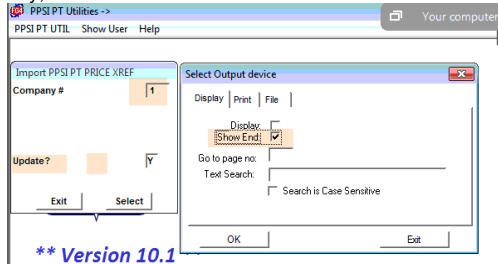 PPSI PT Utilities ->
Your computer
PPSI PT UTIL Show User Help
Import PPSI PT PRICE XREF
Company # 1
Update? Y
Exit Select
Select Output device
Display Print File
Display:
Show End:
Go to page no:
Text Search:
Search is Case Sensitive
OK Exit
** Version 10.1 **